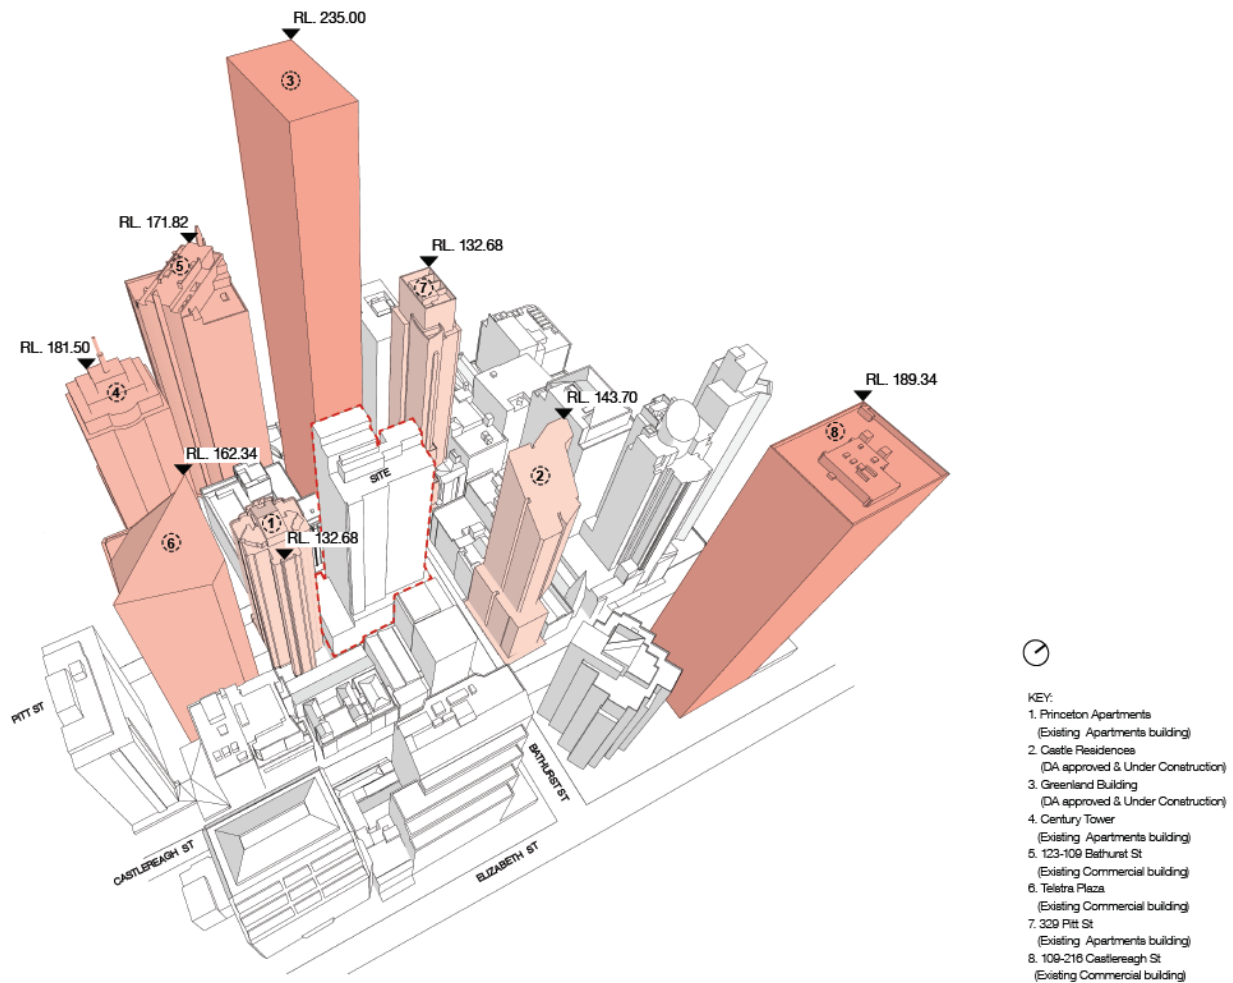 RL. 235.00
3
RL. 171.82
5
RL. 132.68
7
RL. 181.50
4
RL. 189.34
8
RL. 143.70
2
RL. 162.34
6
SITE
1
RL. 132.68
PITT ST
BATHURST ST
CASTLEREAGH ST
ELIZABETH ST
KEY:
1. Princeton Apartments
(Existing Apartments building)
2. Castle Residences
(DA approved & Under Construction)
3. Greenland Building
(DA approved & Under Construction)
4. Century Tower
(Existing Apartments building)
5. 123-109 Bathurst St
(Existing Commercial building)
6. Telstra Plaza
(Existing Commercial building)
7. 329 Pitt St
(Existing Apartments building)
8. 109-216 Castlereagh St
(Existing Commercial building)